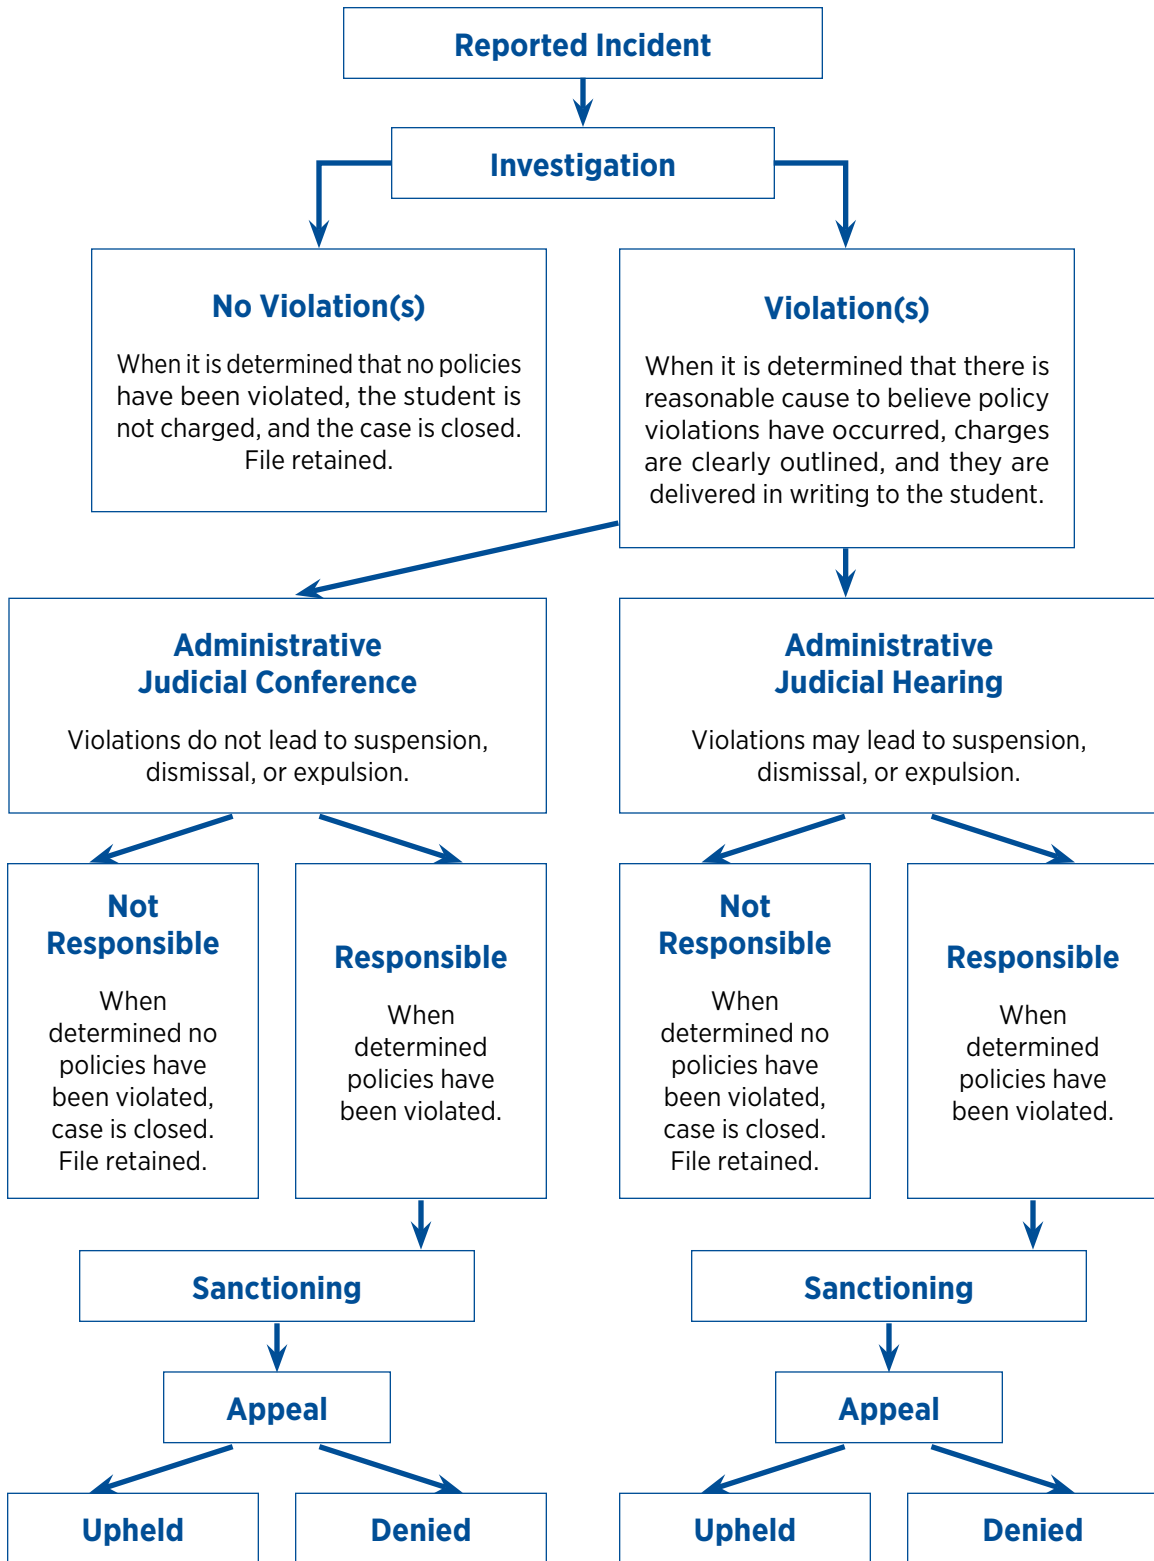 Reported Incident
Investigation
No Violation(s)
When it is determined that no policies
have been violated, the student is
not charged, and the case is closed.
File retained.
Violation(s)
When it is determined that there is
reasonable cause to believe policy
violations have occurred, charges
are clearly outlined, and they are
delivered in writing to the student.
Administrative
Judicial Conference
Violations do not lead to suspension,
dismissal, or expulsion.
Administrative
Judicial Hearing
Violations may lead to suspension,
dismissal, or expulsion.
Not
Responsible
When
determined no
policies have
been violated,
case is closed.
File retained.
Responsible
When
determined
policies have
been violated.
Not
Responsible
When
determined no
policies have
been violated,
case is closed.
File retained.
Responsible
When
determined
policies have
been violated.
Sanctioning
Sanctioning
Appeal
Appeal
Upheld
Denied
Upheld
Denied